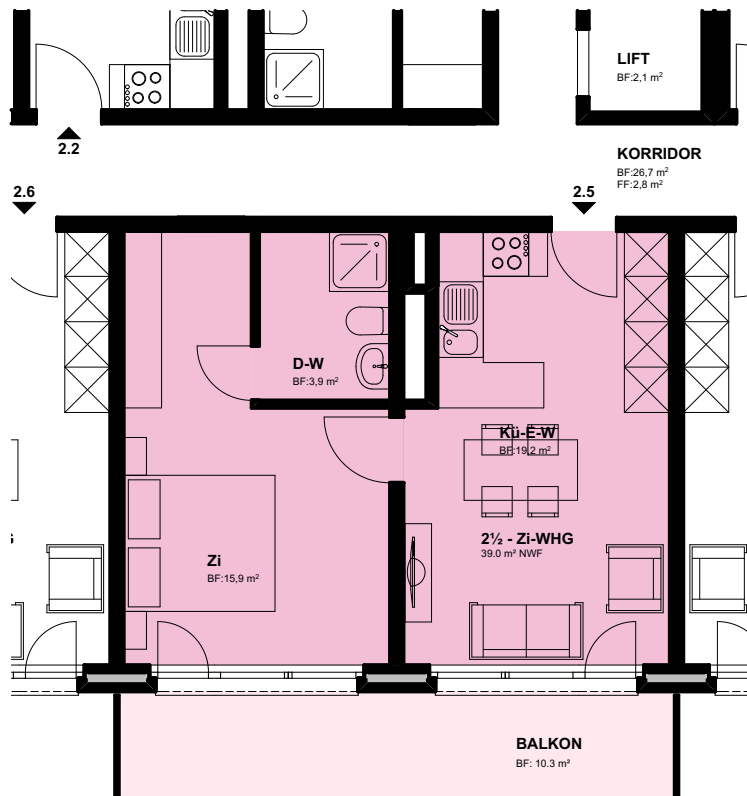 LIFT
BF:2,1 m²
2.2
KORRIDOR
BF:26,7 m²
FF:2,8 m²
2.6
2.5
D-W
BF:3,9 m²
Kü-E-W
BF:19,2 m²
2½ - Zi-WHG
39.0 m² NWF
Zi
BF:15,9 m²
BALKON
BF: 10.3 m²